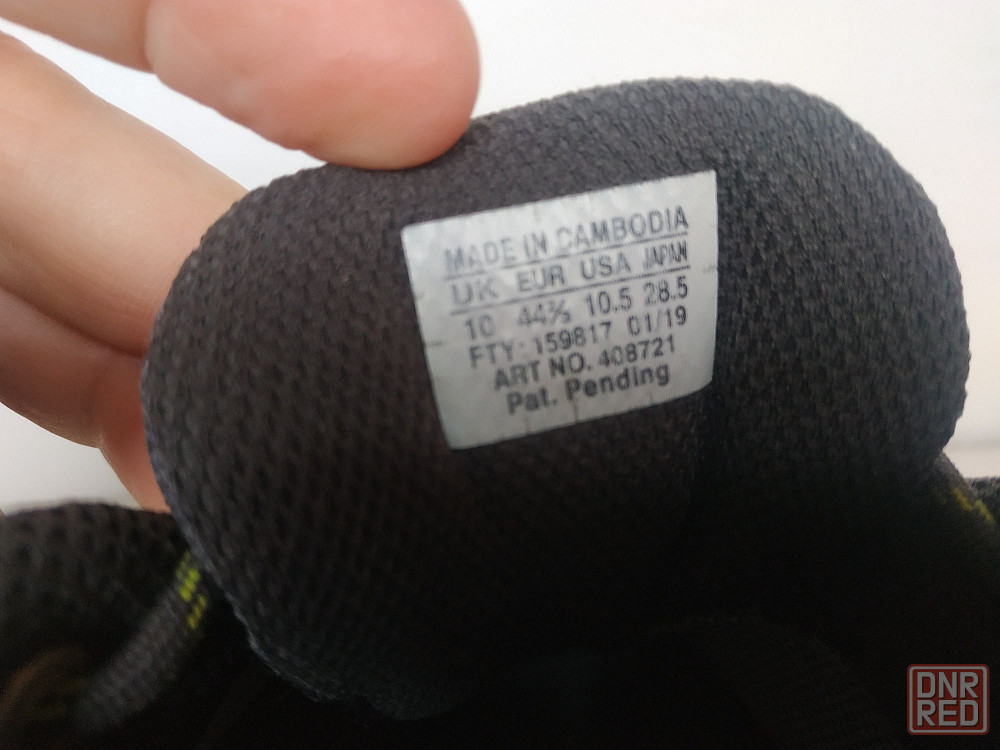 MADE IN CAMBODIA
UK EUR USA JAPAN
10 44⅔ 10.5 28.5
FTY: 159817 01/19
ART NO. 408721
Pat. Pending
DNR
RED